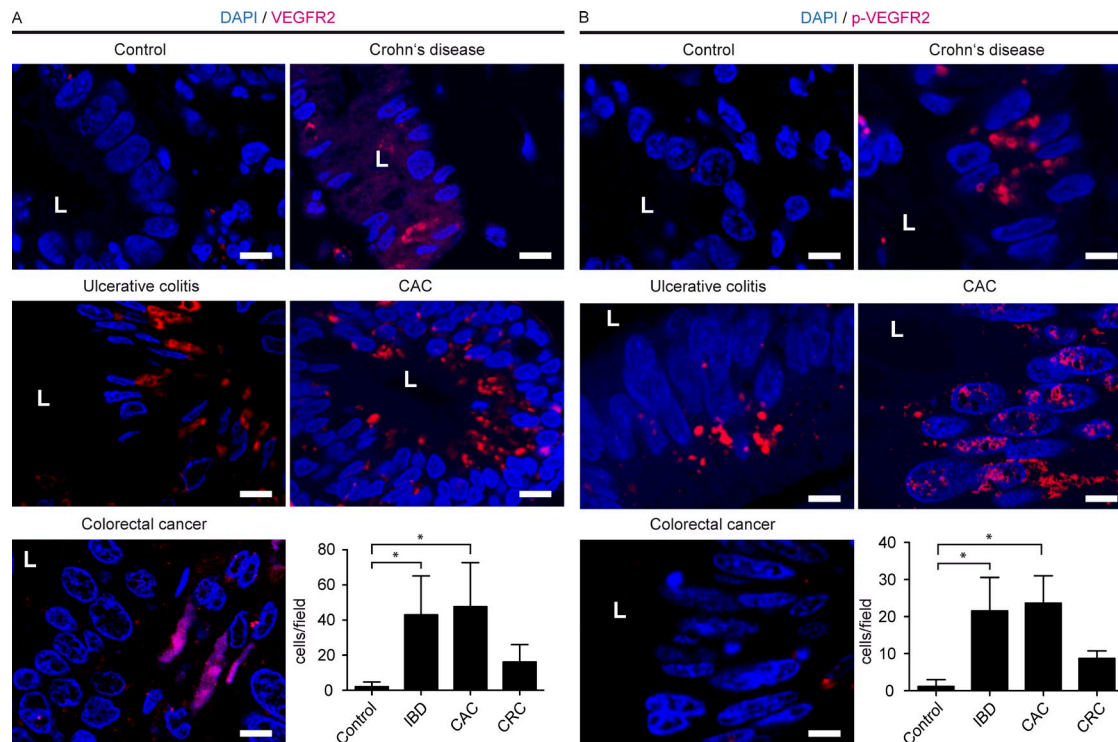 A
DAPI / VEGFR2
Control
Crohn‘s disease
L
L
Ulcerative colitis
CAC
L
L
Colorectal cancer
L
cells/field
80
60
40
20
0
*
*
Control
IBD
CAC
CRC
B
DAPI / p-VEGFR2
Control
Crohn‘s disease
L
L
Ulcerative colitis
CAC
L
L
Colorectal cancer
L
cells/field
40
30
20
10
0
*
*
Control
IBD
CAC
CRC